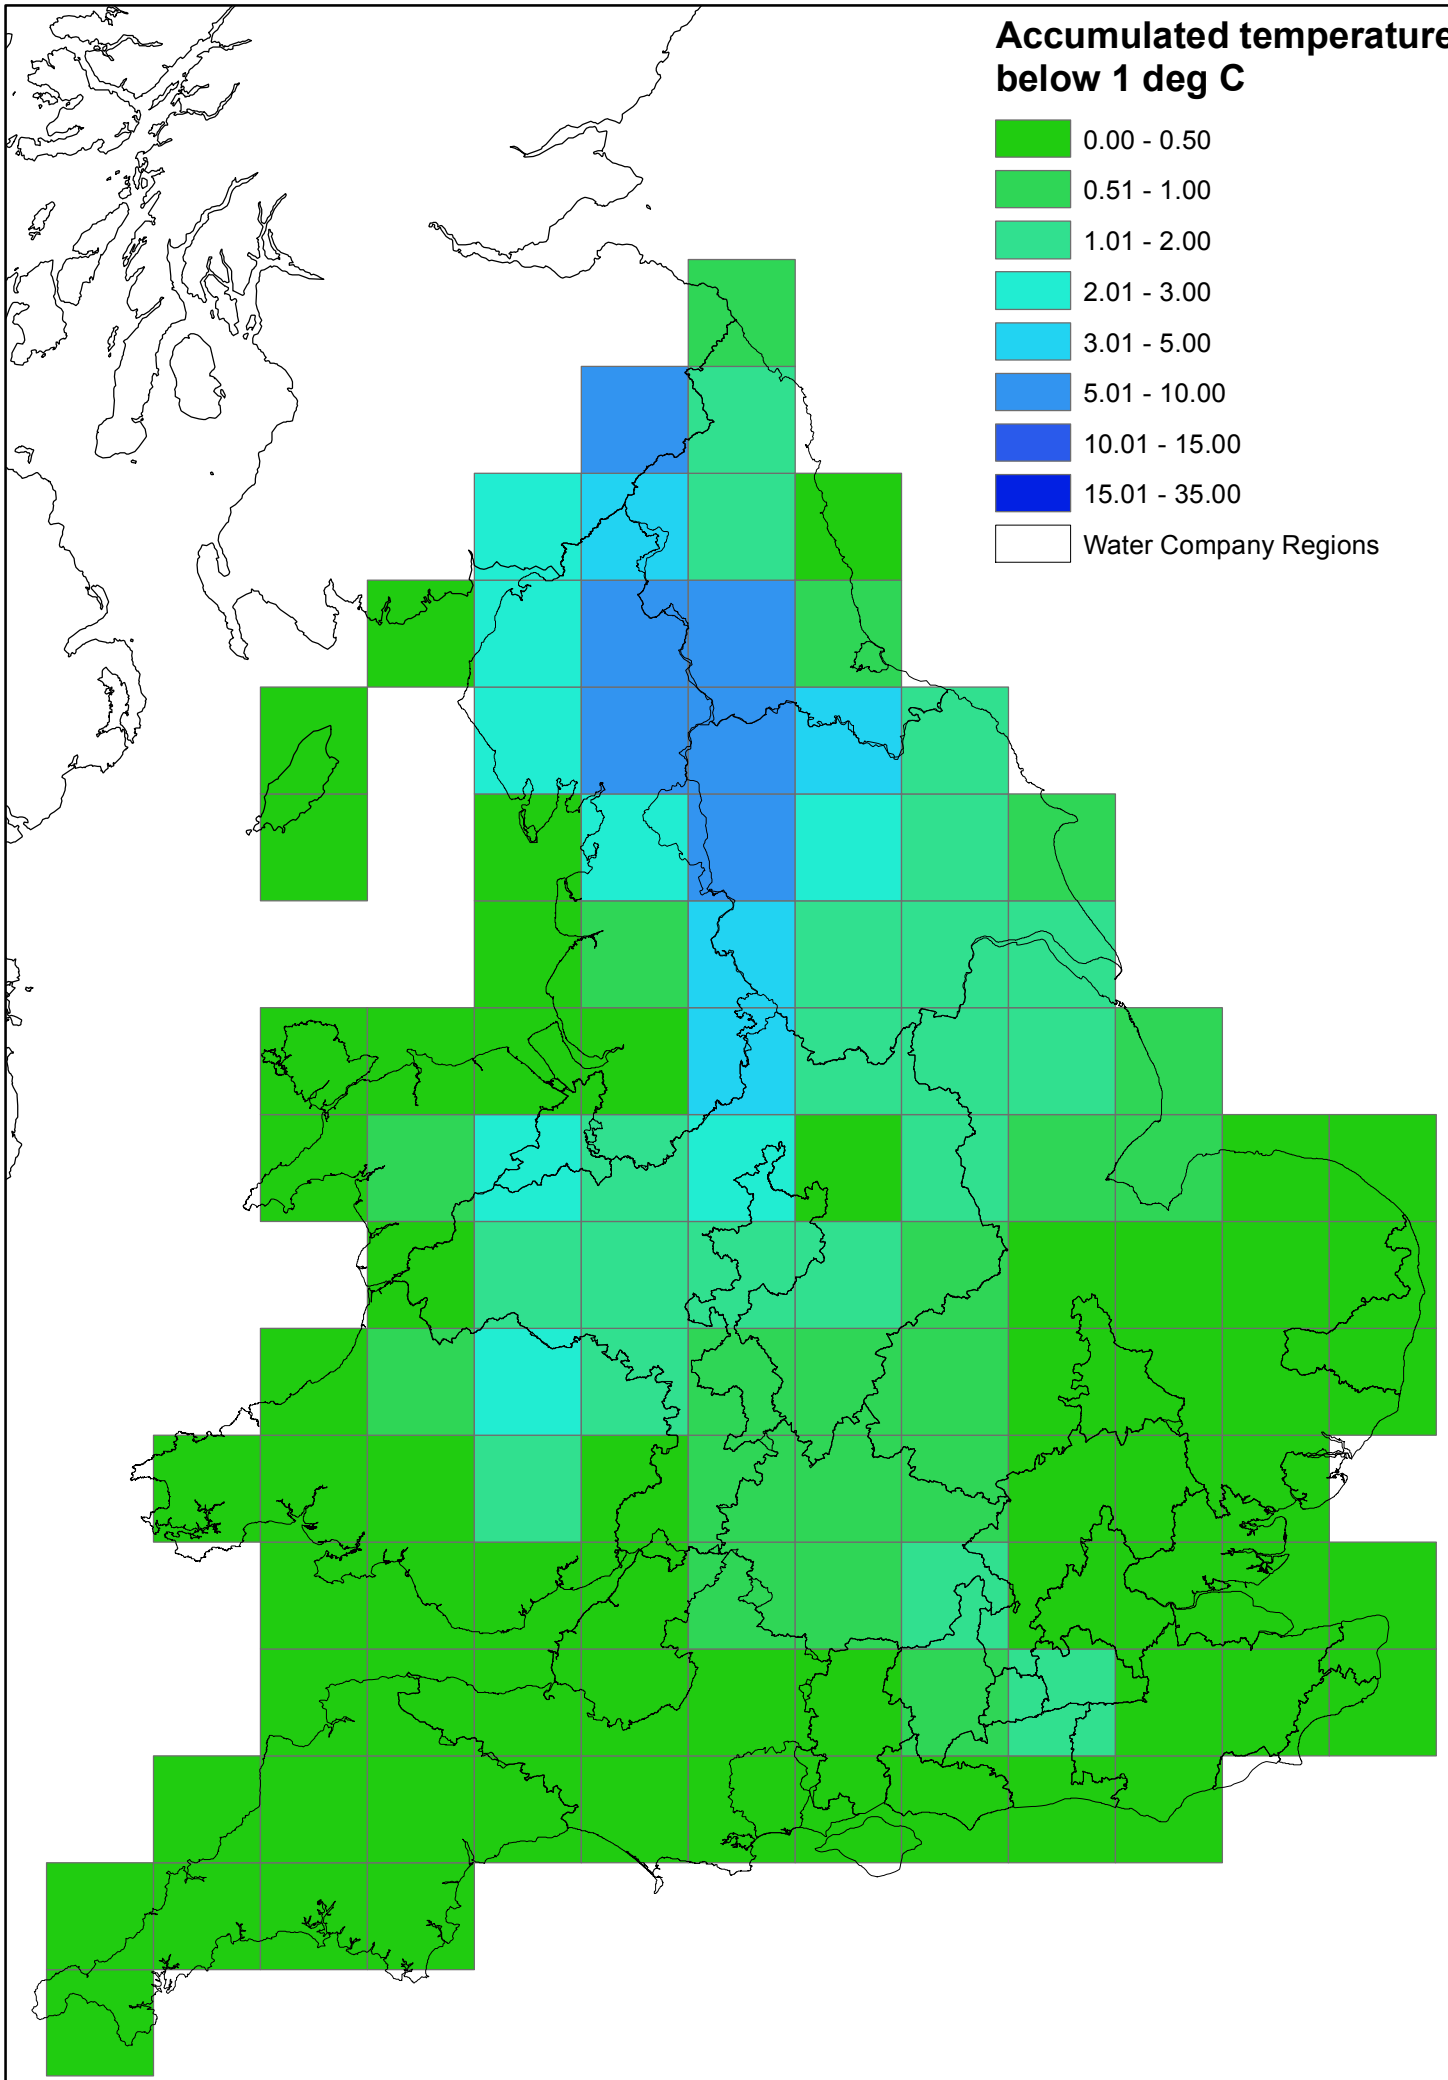 Accumulated temperature
below 1 deg C
0.00 - 0.50
0.51 - 1.00
1.01 - 2.00
2.01 - 3.00
3.01 - 5.00
5.01 - 10.00
10.01 - 15.00
15.01 - 35.00
Water Company Regions